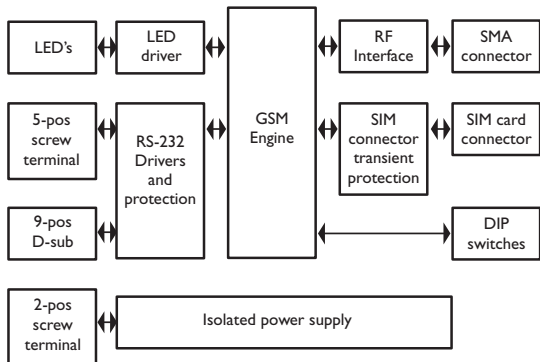 LED's
LED
driver
GSM
Engine
RF
Interface
SMA
connector
5-pos
screw
terminal
RS-232
Drivers
and
protection
SIM
connector
transient
protection
SIM card
connector
9-pos
D-sub
DIP
switches
2-pos
screw
terminal
Isolated power supply